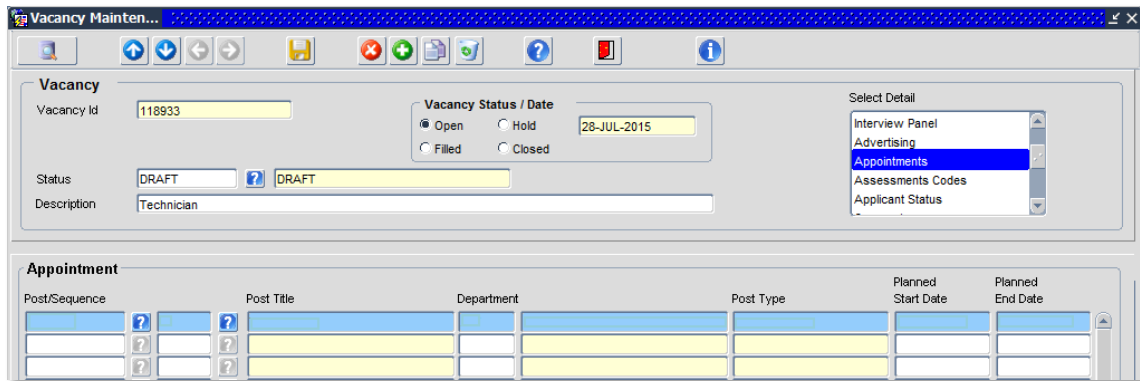 Vacancy Mainten...
Vacancy
Vacancy Id 118933
Vacancy Status / Date
Open Hold 28-JUL-2015
Filled Closed
Status DRAFT DRAFT
Description Technician
Select Detail
Interview Panel
Advertising
Appointments
Assessments Codes
Applicant Status
Appointment
Post/Sequence Post Title Department Post Type Planned Start Date Planned End Date